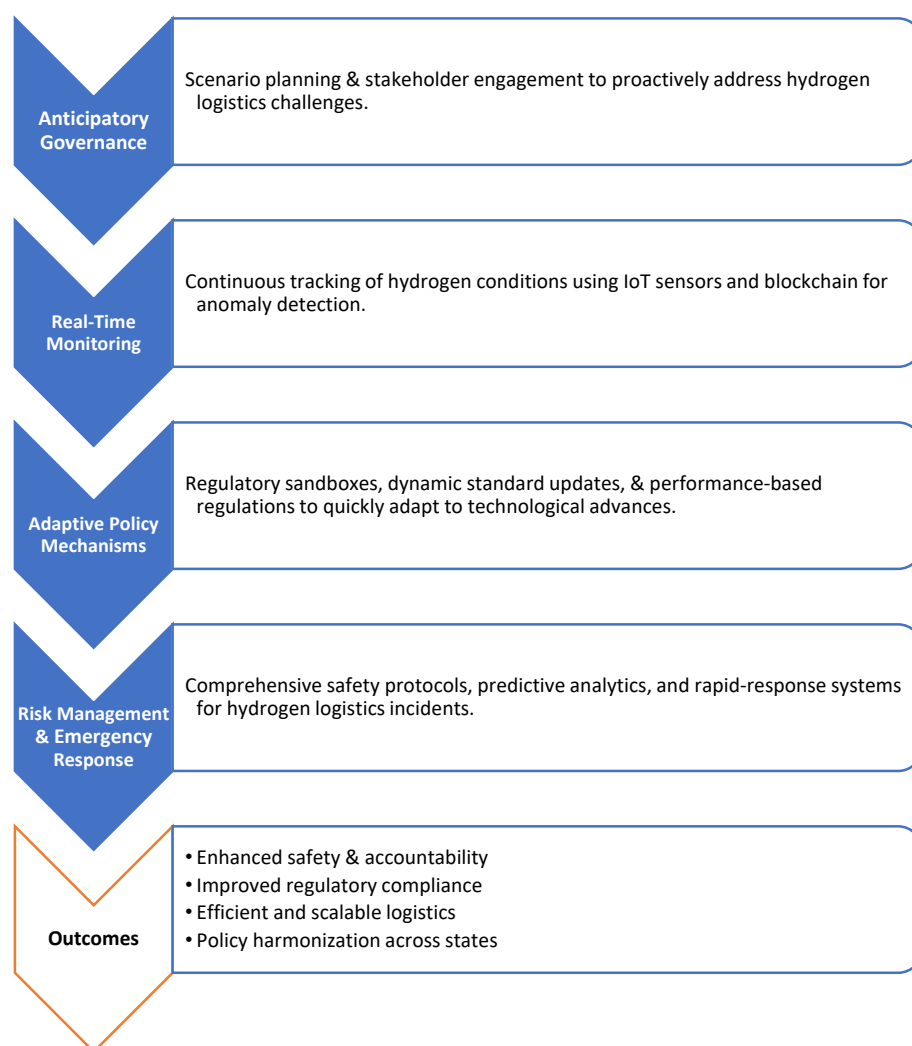 Anticipatory
Governance
Scenario planning & stakeholder engagement to proactively address hydrogen
logistics challenges.
Real-Time
Monitoring
Continuous tracking of hydrogen conditions using IoT sensors and blockchain for
anomaly detection.
Adaptive Policy
Mechanisms
Regulatory sandboxes, dynamic standard updates, & performance-based
regulations to quickly adapt to technological advances.
Risk Management
& Emergency
Response
Comprehensive safety protocols, predictive analytics, and rapid-response systems
for hydrogen logistics incidents.
Outcomes
• Enhanced safety & accountability
• Improved regulatory compliance
• Efficient and scalable logistics
• Policy harmonization across states